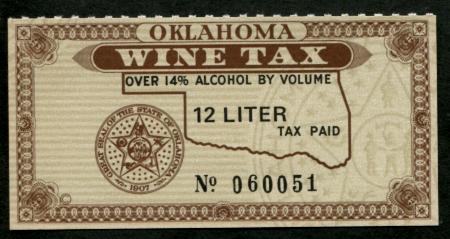 OKLAHOMA
WINE TAX
OVER 14% ALCOHOL BY VOLUME
12 LITER
TAX PAID
GREAT SEAL OF THE STATE OF OKLAHOMA
1907
No 060051
©